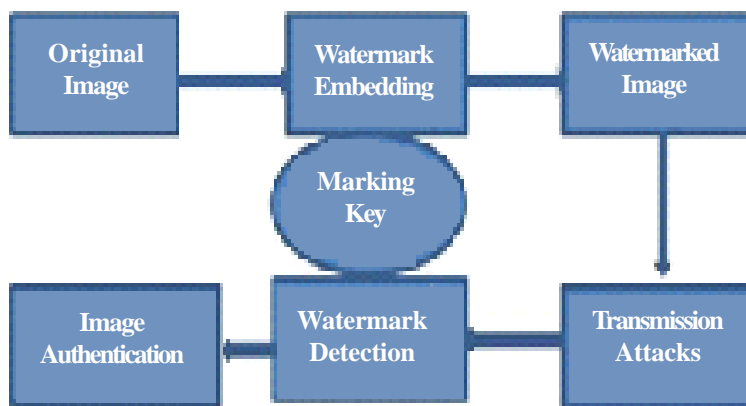 Original
Image
Watermark
Embedding
Watermarked
Image
Marking
Key
Image
Authentication
Watermark
Detection
Transmission
Attacks